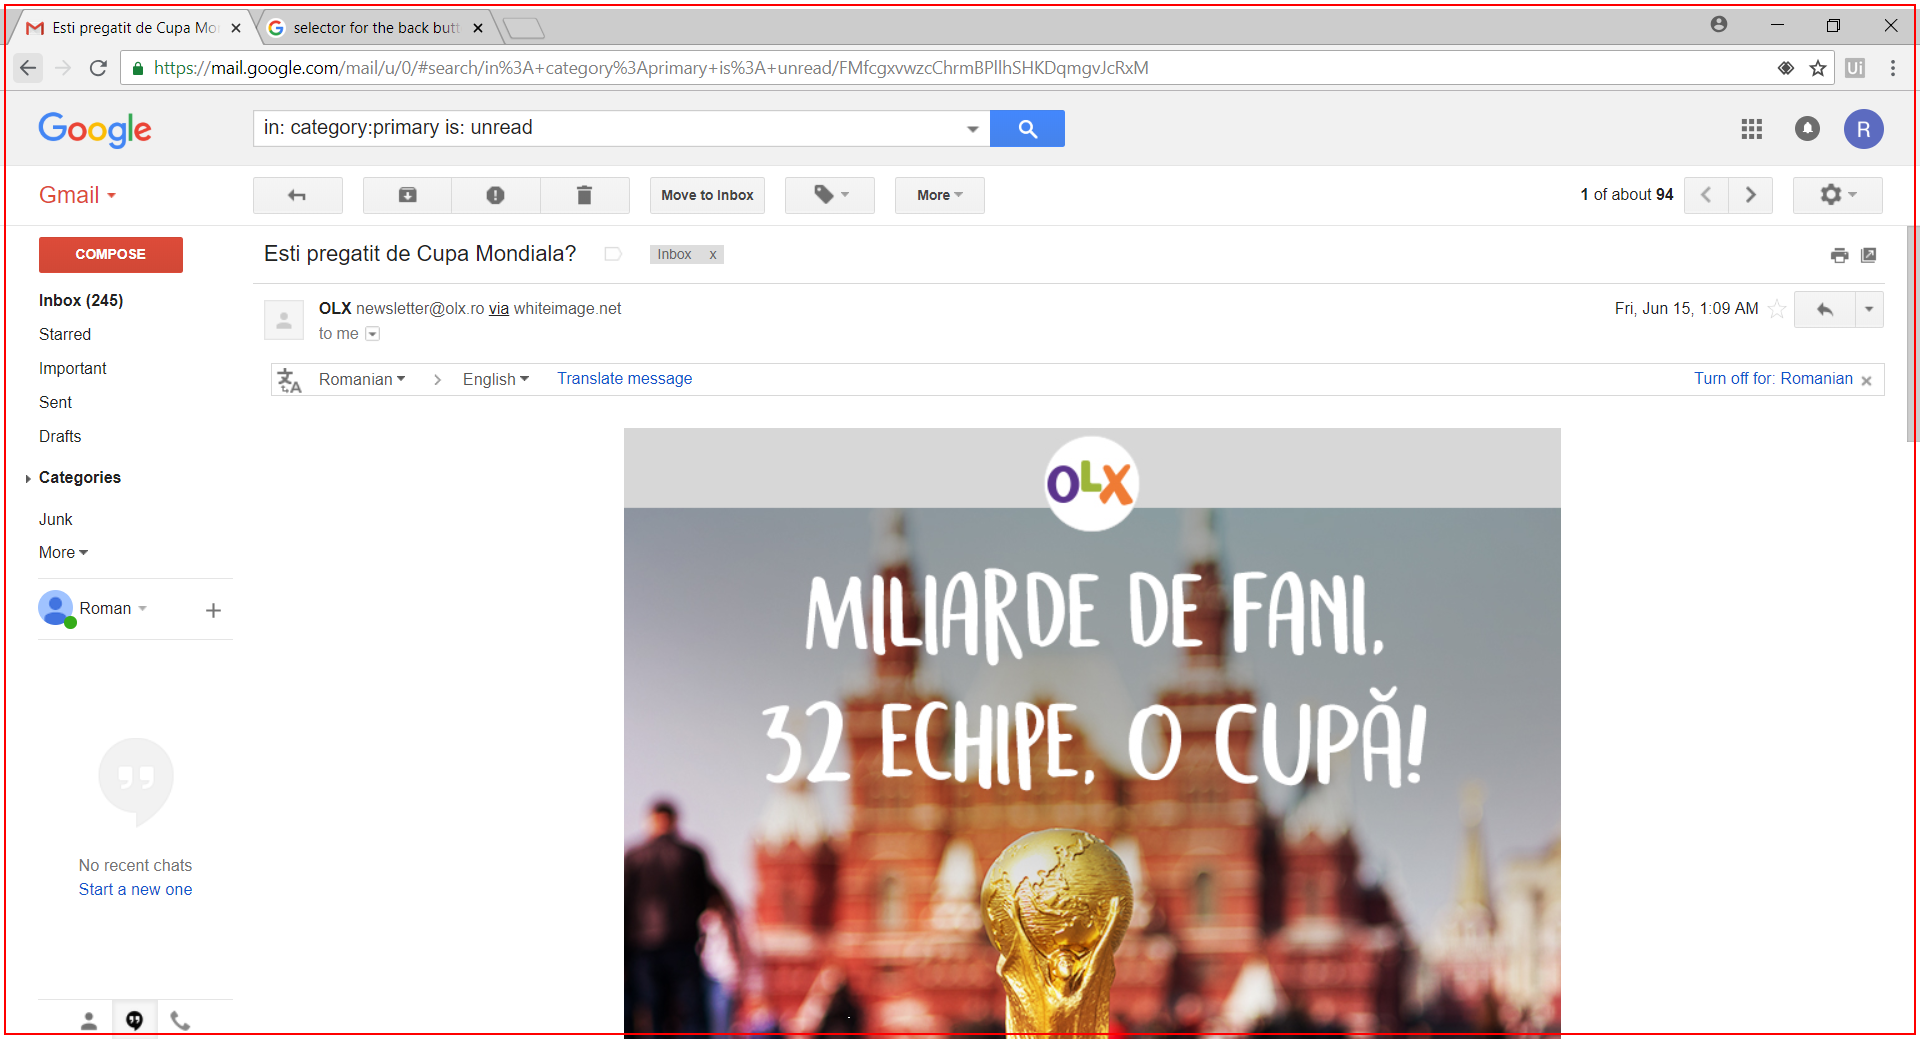 Esti pregatit de Cupa Mo
selector for the back butt
https://mail.google.com/mail/u/0/#search/in%3A+category%3Aprimary+is%3A+unread/FMfcgxvwzcChrmBPllhSHKDqmgvJcRxM
Ui
Google
in: category:primary is: unread
R
Gmail
Move to Inbox
More
1 of about 94
COMPOSE
Esti pregatit de Cupa Mondiala?
Inbox x
Inbox (245)
OLX newsletter@olx.ro via whiteimage.net
Fri, Jun 15, 1:09 AM
to me
Starred
Important
Romanian
English
Translate message
Turn off for: Romanian
Sent
Drafts
Categories
Junk
More
Roman
No recent chats
Start a new one
OLX
MILIARDE DE FANI,
32 ECHIPE, O CUPĂ!